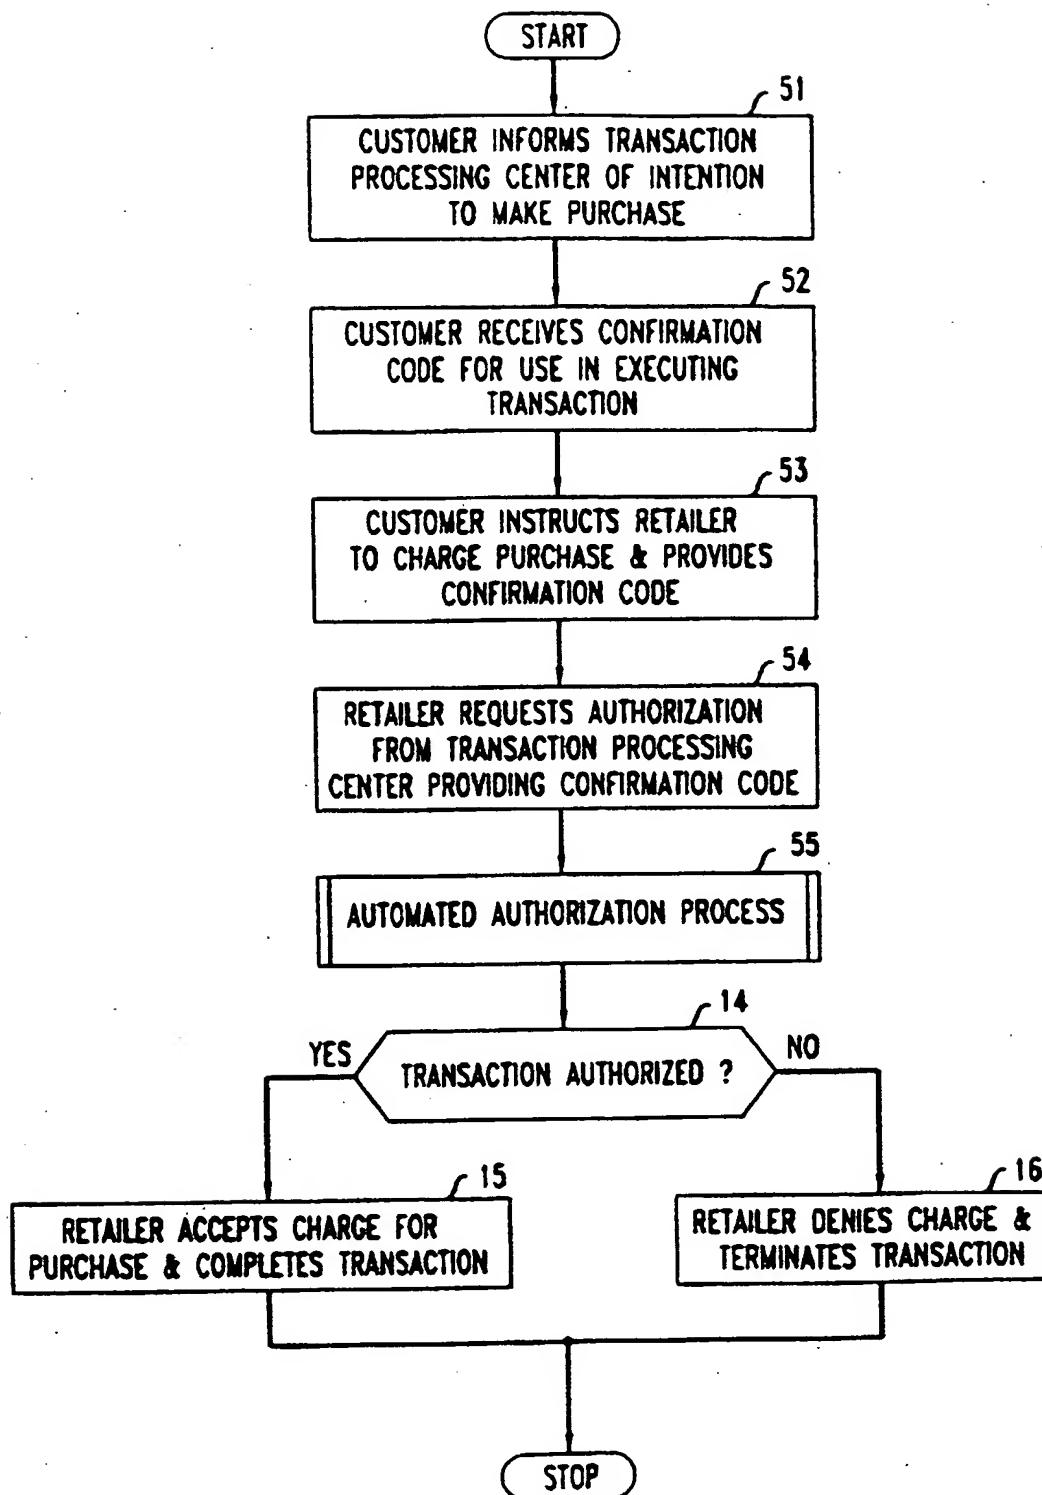 START
51
CUSTOMER INFORMS TRANSACTION
PROCESSING CENTER OF INTENTION
TO MAKE PURCHASE
52
CUSTOMER RECEIVES CONFIRMATION
CODE FOR USE IN EXECUTING
TRANSACTION
53
CUSTOMER INSTRUCTS RETAILER
TO CHARGE PURCHASE & PROVIDES
CONFIRMATION CODE
54
RETAILER REQUESTS AUTHORIZATION
FROM TRANSACTION PROCESSING
CENTER PROVIDING CONFIRMATION CODE
55
AUTOMATED AUTHORIZATION PROCESS
14
YES
TRANSACTION AUTHORIZED ?
NO
15
RETAILER ACCEPTS CHARGE FOR
PURCHASE & COMPLETES TRANSACTION
16
RETAILER DENIES CHARGE &
TERMINATES TRANSACTION
STOP